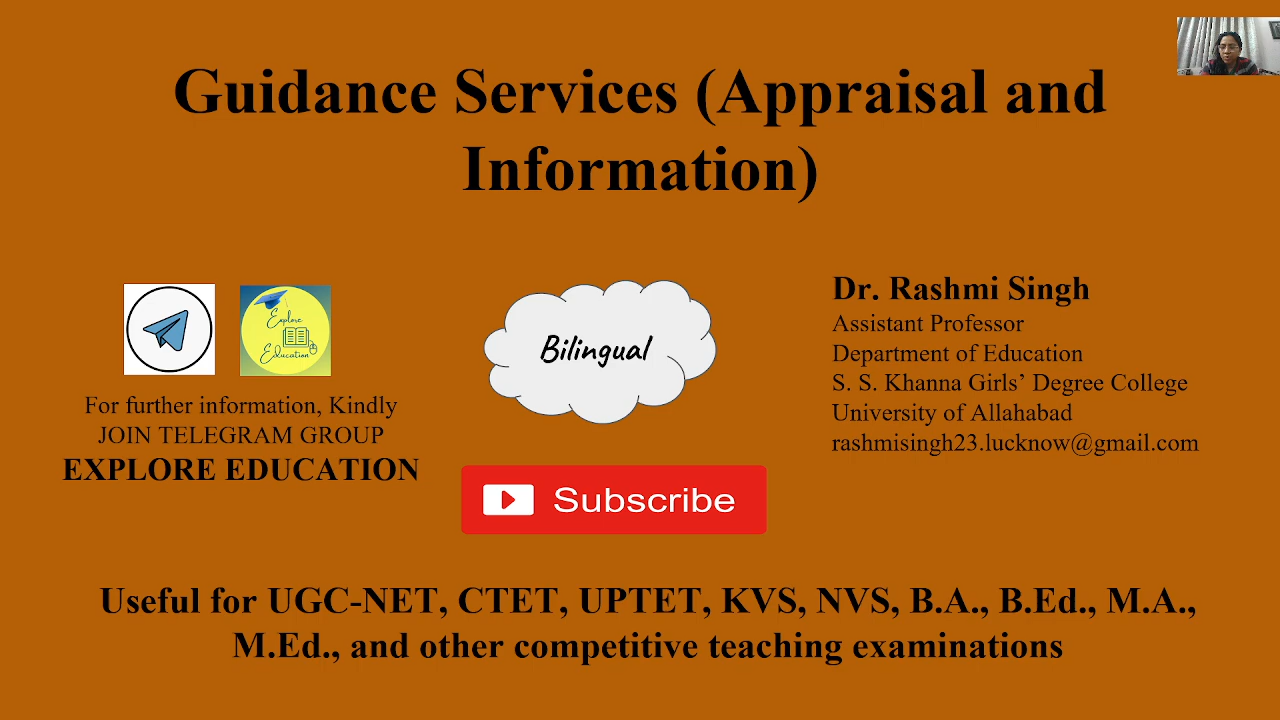 Guidance Services (Appraisal and
Information)
Explore
Education
For further information, Kindly
JOIN TELEGRAM GROUP
EXPLORE EDUCATION
Bilingual
Subscribe
Dr. Rashmi Singh
Assistant Professor
Department of Education
S. S. Khanna Girls’ Degree College
University of Allahabad
rashmisingh23.lucknow@gmail.com
Useful for UGC-NET, CTET, UPTET, KVS, NVS, B.A., B.Ed., M.A.,
M.Ed., and other competitive teaching examinations